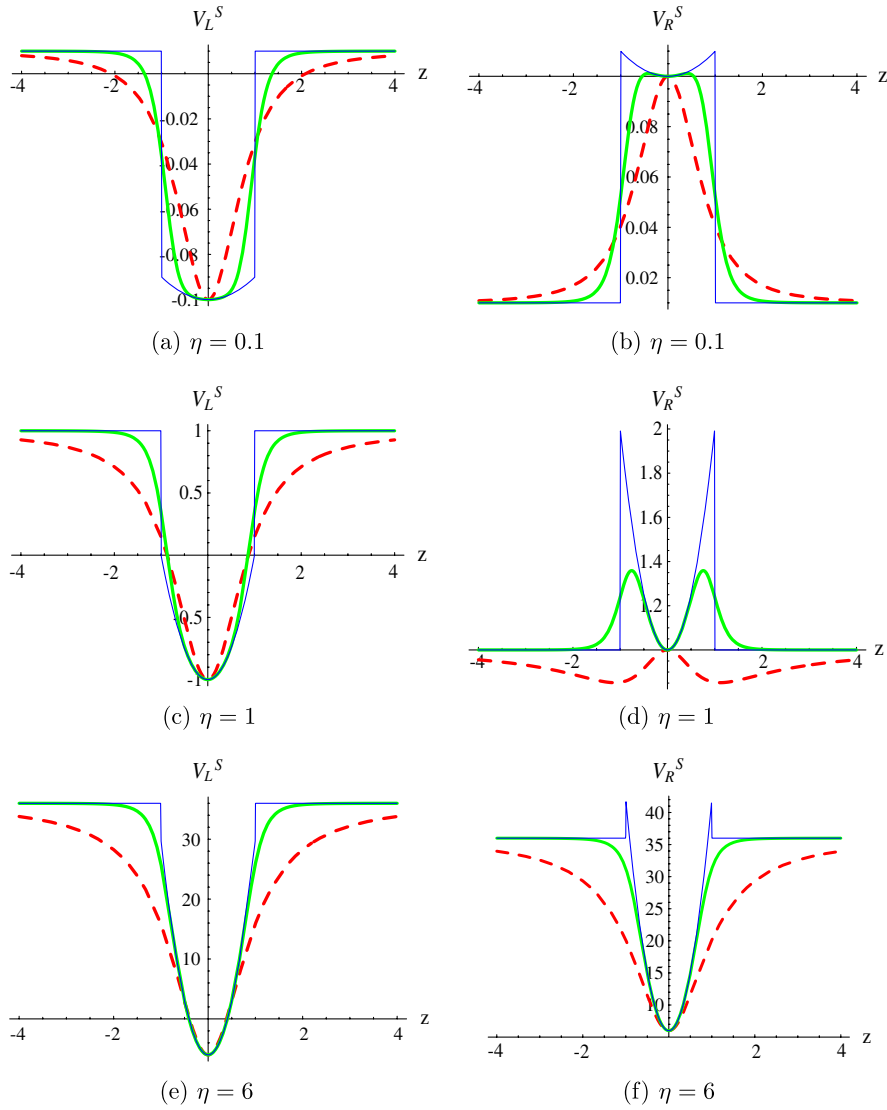 V_L^S
V_R^S
z
z
-4
-2
2
4
-4
-2
2
4
-0.02
-0.04
-0.06
-0.08
-0.1
0.08
0.06
0.04
0.02
(a) η = 0.1
(b) η = 0.1
V_L^S
V_R^S
1
0.5
-0.5
-1
-4
-2
2
4
z
2
1.8
1.6
1.4
1.2
-4
-2
2
4
z
(c) η = 1
(d) η = 1
V_L^S
V_R^S
30
20
10
-4
-2
2
4
z
40
35
30
25
20
15
10
-4
-2
2
4
z
(e) η = 6
(f) η = 6